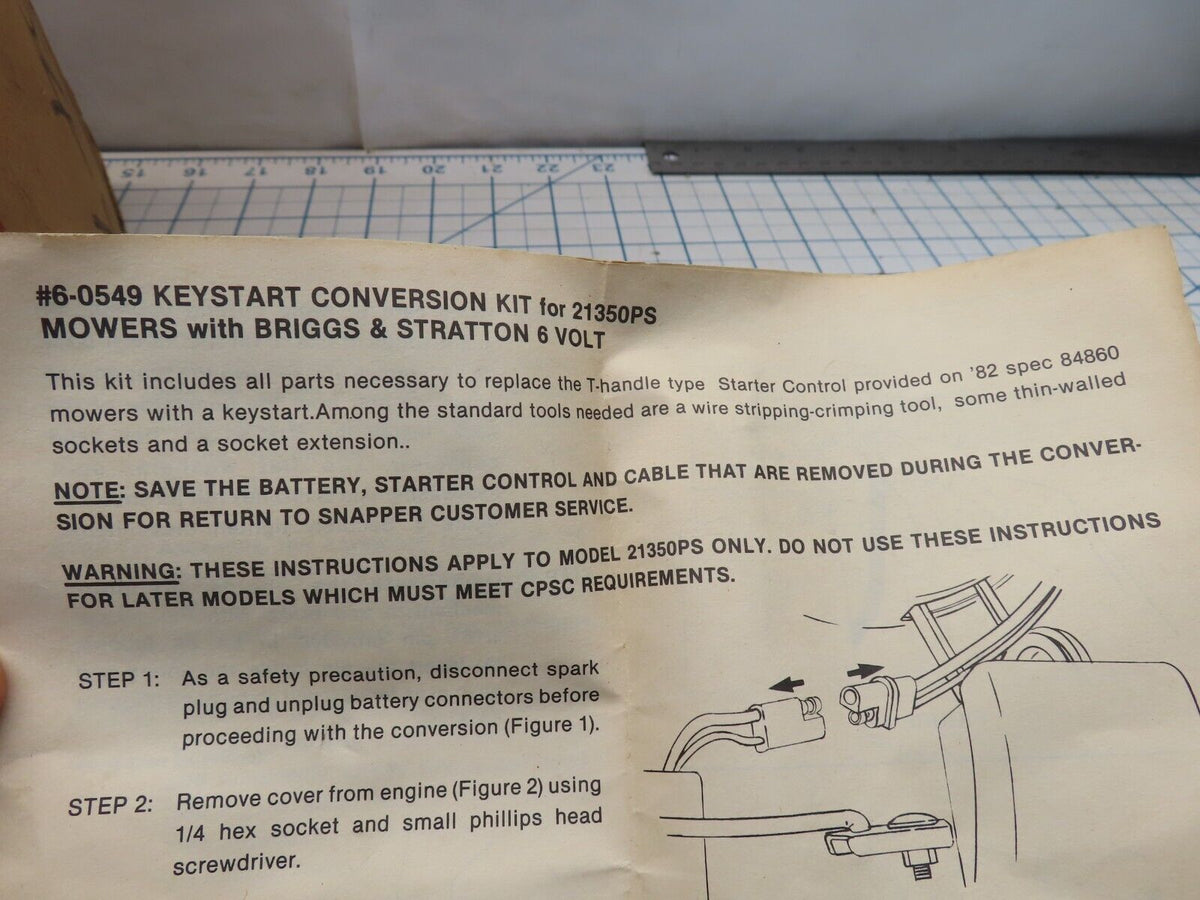 15 16 17 18 19 20 21 22 23
#6-0549 KEYSTART CONVERSION KIT for 21350PS
MOWERS with BRIGGS & STRATTON 6 VOLT
This kit includes all parts necessary to replace the T-handle type Starter Control provided on '82 spec 84860
mowers with a keystart.Among the standard tools needed are a wire stripping-crimping tool, some thin-walled
sockets and a socket extension..
NOTE: SAVE THE BATTERY, STARTER CONTROL AND CABLE THAT ARE REMOVED DURING THE CONVER-
SION FOR RETURN TO SNAPPER CUSTOMER SERVICE.
WARNING: THESE INSTRUCTIONS APPLY TO MODEL 21350PS ONLY. DO NOT USE THESE INSTRUCTIONS
FOR LATER MODELS WHICH MUST MEET CPSC REQUIREMENTS.
STEP 1: As a safety precaution, disconnect spark
plug and unplug battery connectors before
proceeding with the conversion (Figure 1).
STEP 2: Remove cover from engine (Figure 2) using
1/4 hex socket and small phillips head
screwdriver.